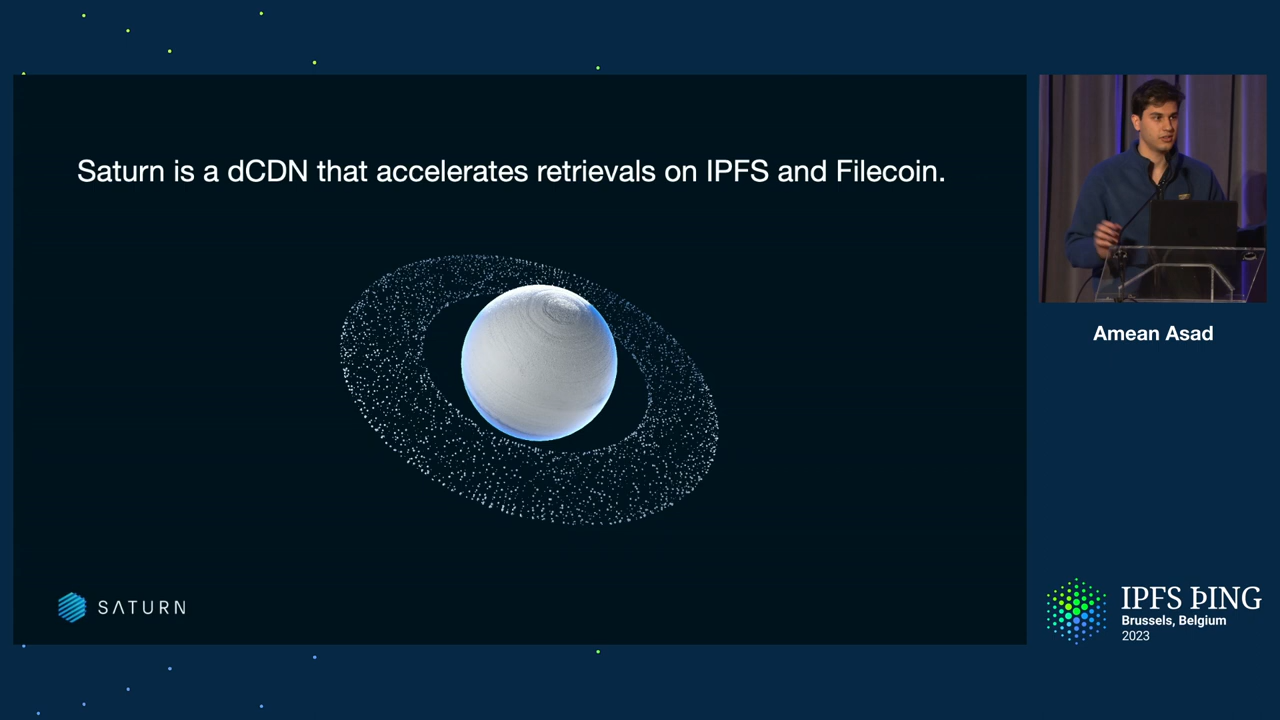 Saturn is a dCDN that accelerates retrievals on IPFS and Filecoin.
SATURN
Amean Asad
IPFS ÞING
Brussels, Belgium
2023